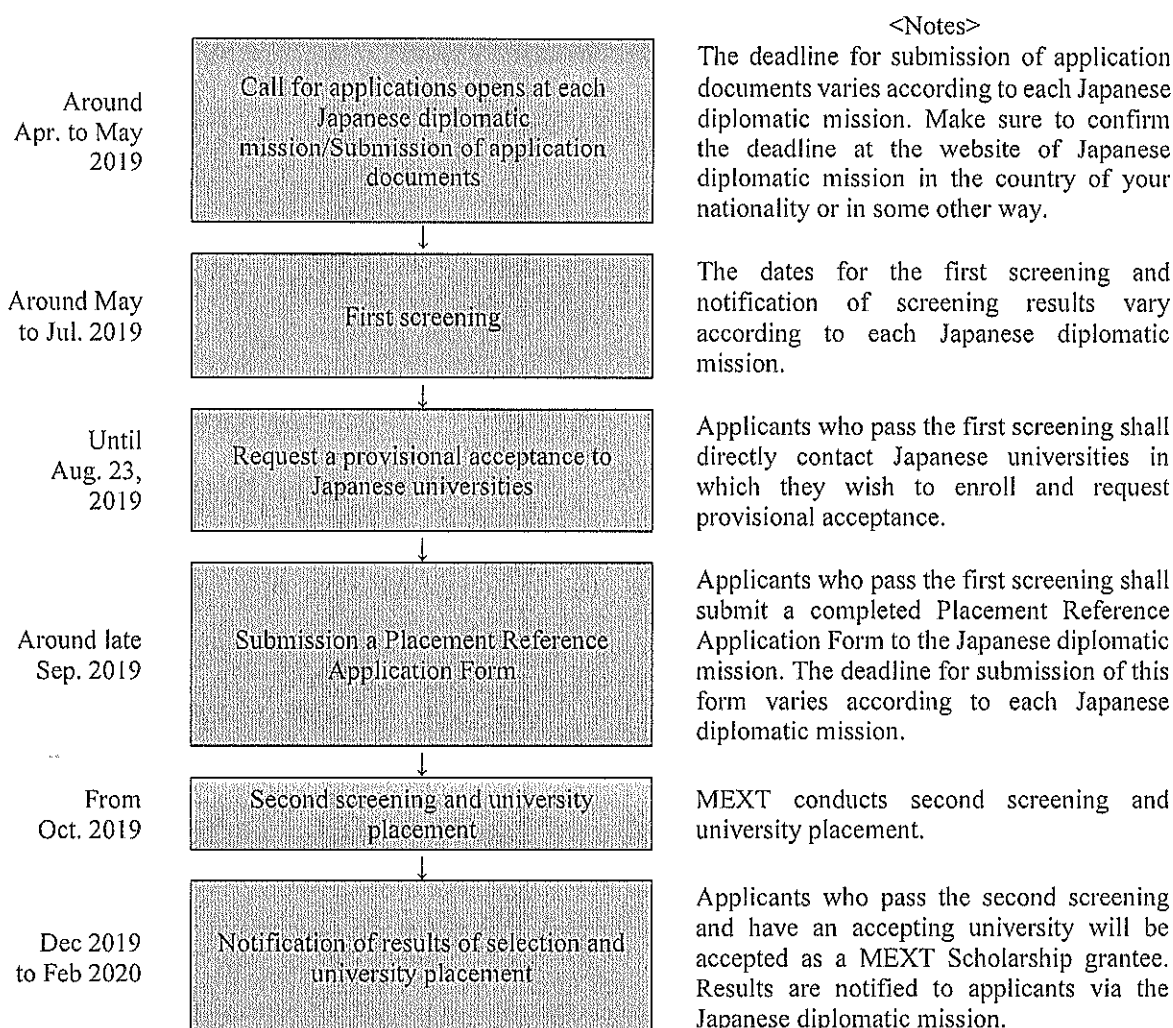 <Notes>
Around
Apr. to May
2019
Call for applications opens at each
Japanese diplomatic
mission/Submission of application
documents
The deadline for submission of application
documents varies according to each Japanese
diplomatic mission. Make sure to confirm
the deadline at the website of Japanese
diplomatic mission in the country of your
nationality or in some other way.
↓
Around May
to Jul. 2019
First screening
The dates for the first screening and
notification of screening results vary
according to each Japanese diplomatic
mission.
↓
Until
Aug. 23,
2019
Request a provisional acceptance to
Japanese universities
Applicants who pass the first screening shall
directly contact Japanese universities in
which they wish to enroll and request
provisional acceptance.
↓
Around late
Sep. 2019
Submission a Placement Reference
Application Form
Applicants who pass the first screening shall
submit a completed Placement Reference
Application Form to the Japanese diplomatic
mission. The deadline for submission of this
form varies according to each Japanese
diplomatic mission.
↓
From
Oct. 2019
Second screening and university
placement
MEXT conducts second screening and
university placement.
↓
Dec 2019
to Feb 2020
Notification of results of selection and
university placement
Applicants who pass the second screening
and have an accepting university will be
accepted as a MEXT Scholarship grantee.
Results are notified to applicants via the
Japanese diplomatic mission.